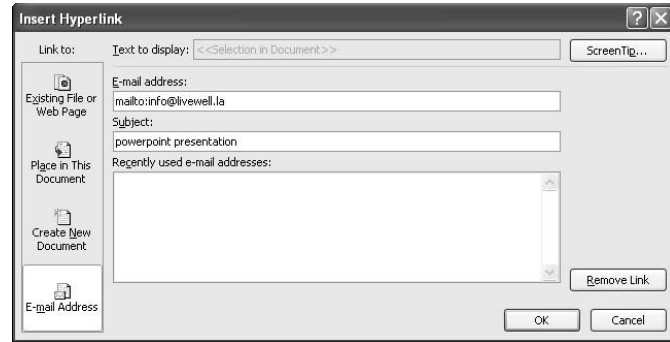 Insert Hyperlink
Link to:
Text to display: <<Selection in Document>>
ScreenTip...
Existing File or
Web Page
Place in This
Document
Create New
Document
E-mail Address
E-mail address:
mailto:info@livewell.la
Subject:
powerpoint presentation
Recently used e-mail addresses:
Remove Link
OK
Cancel